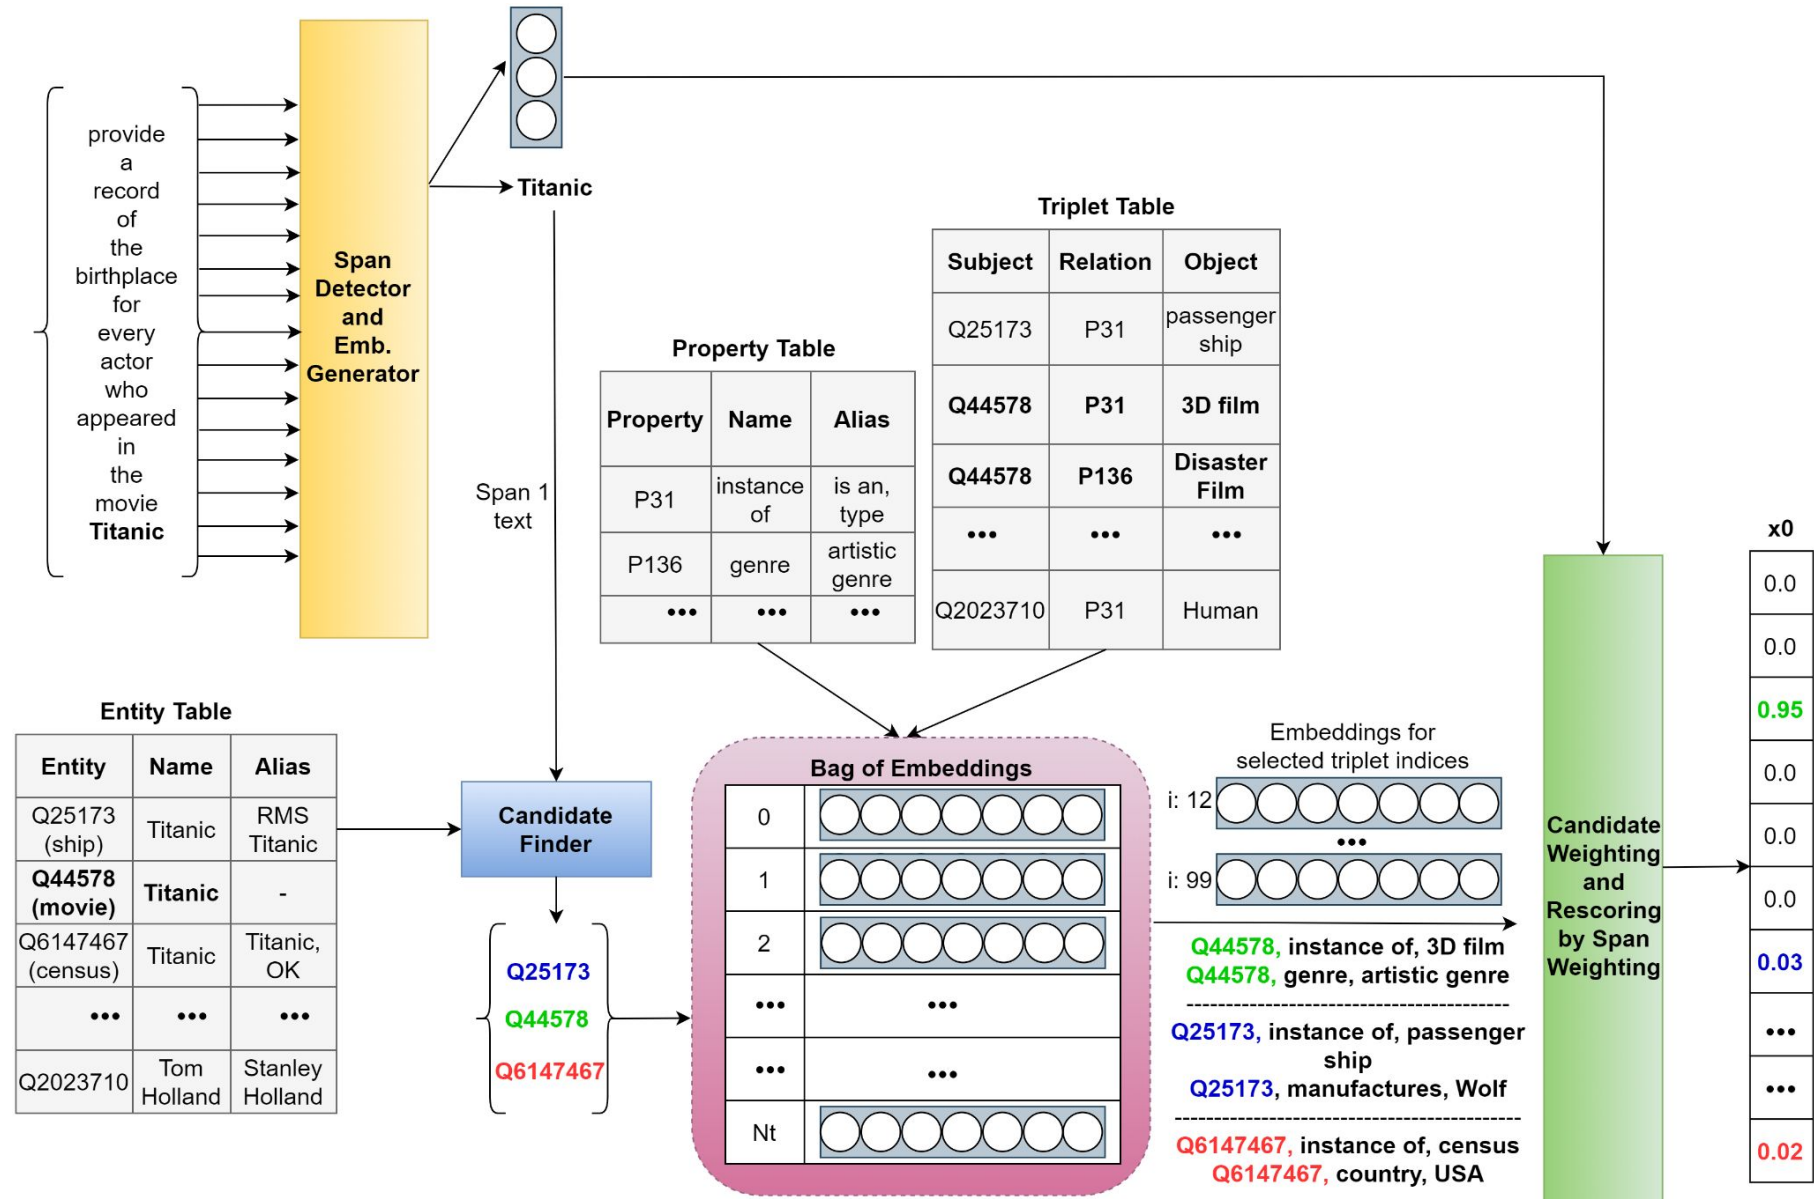 provide
a
record
of
the
birthplace
for
every
actor
who
appeared
in
the
movie
Titanic
Span
Detector
and
Emb.
Generator
Titanic
Span 1
text
Property Table
Property Name Alias
P31 instance of is an, type
P136 genre artistic genre
••• ••• •••
Triplet Table
Subject Relation Object
Q25173 P31 passenger ship
Q44578 P31 3D film
Q44578 P136 Disaster Film
••• ••• •••
Q2023710 P31 Human
Entity Table
Entity Name Alias
Q25173 (ship) Titanic RMS Titanic
Q44578 (movie) Titanic -
Q6147467 (census) Titanic Titanic, OK
••• ••• •••
Q2023710 Tom Holland Stanley Holland
Candidate
Finder
Q25173
Q44578
Q6147467
Bag of Embeddings
0
1
2
••• •••
••• •••
Nt
Embeddings for
selected triplet indices
i: 12
•••
i: 99
Q44578, instance of, 3D film
Q44578, genre, artistic genre
Q25173, instance of, passenger
ship
Q25173, manufactures, Wolf
Q6147467, instance of, census
Q6147467, country, USA
Candidate
Weighting
and
Rescoring
by Span
Weighting
x0
0.0
0.0
0.95
0.0
0.0
0.0
0.03
•••
•••
0.02